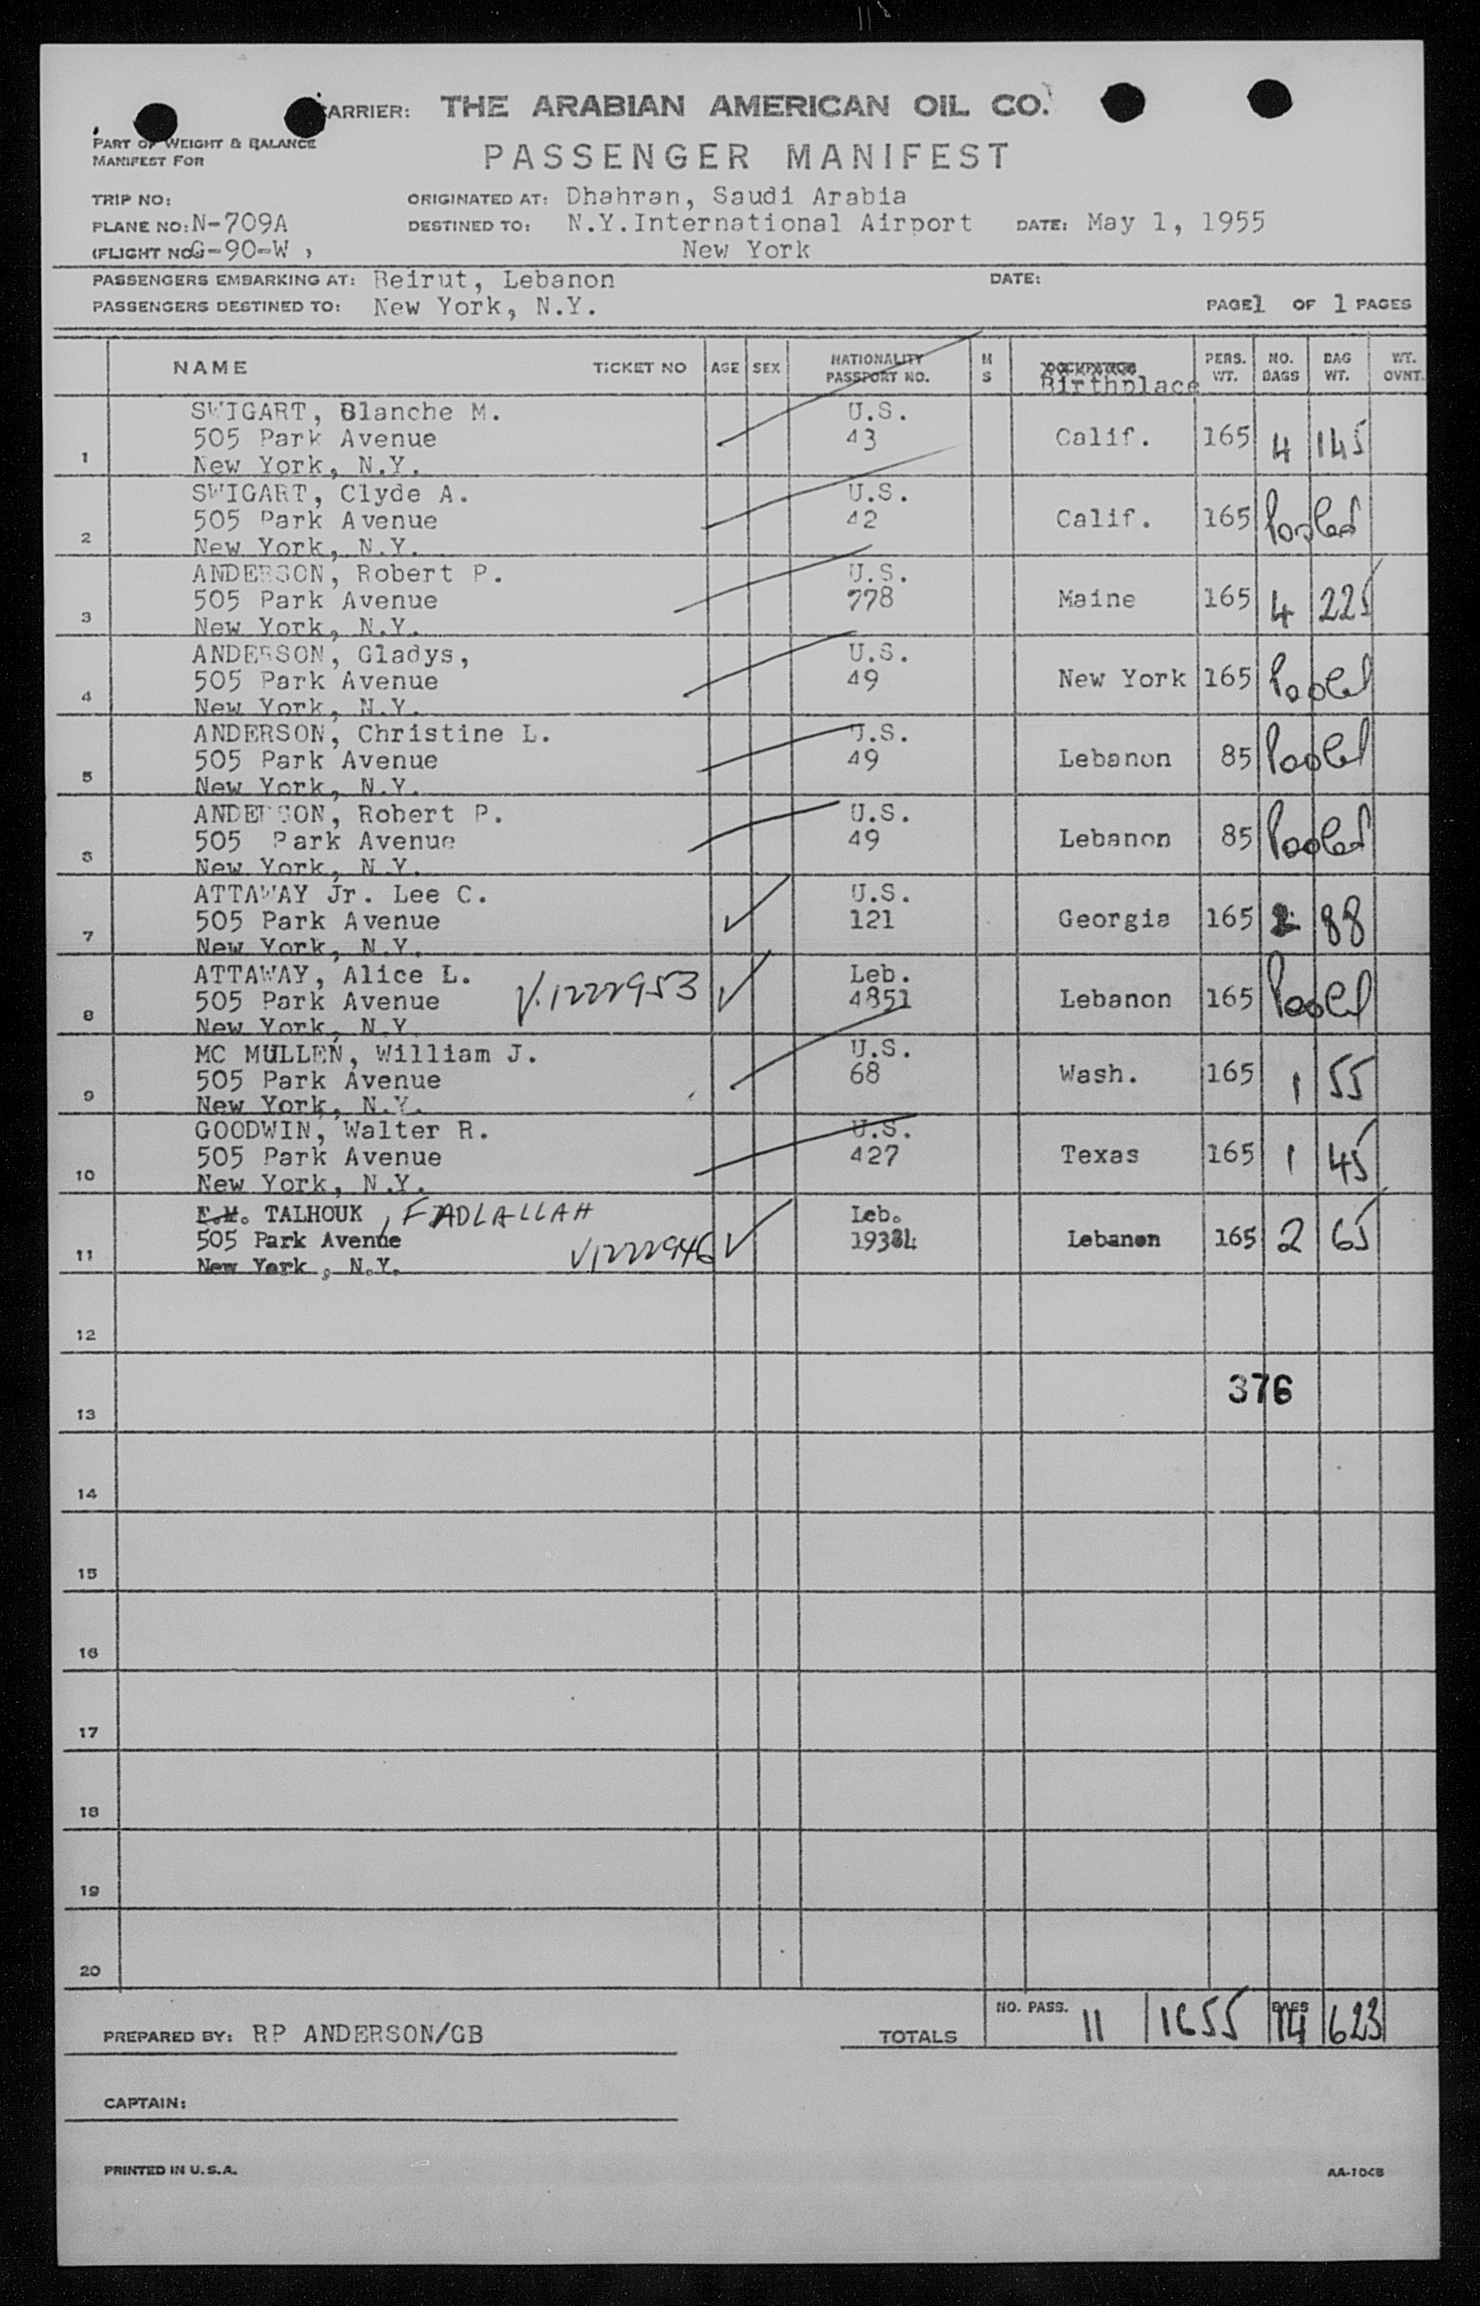 CARRIER: THE ARABIAN AMERICAN OIL CO.
PART OF WEIGHT & BALANCE
MANIFEST FOR
PASSENGER MANIFEST
TRIP NO:
ORIGINATED AT: Dhahran, Saudi Arabia
PLANE NO: N-709A
DESTINED TO: N.Y.International Airport
DATE: May 1, 1955
(FLIGHT NO G-90-W )
New York
PASSENGERS EMBARKING AT: Beirut, Lebanon
DATE:
PASSENGERS DESTINED TO: New York, N.Y.
PAGE 1 OF 1 PAGES
NAME TICKET NO AGE SEX NATIONALITY PASSPORT NO. M S Birthplace PERS. WT. NO. BAGS BAG WT. WT. OVNT.
SWIGART, Blanche M. U.S.
505 Park Avenue 43 Calif. 165 4 145
1 New York, N.Y.
SWIGART, Clyde A. U.S.
505 Park Avenue 42 Calif. 165 Pooled
2 New York, N.Y.
ANDERSON, Robert P. U.S.
505 Park Avenue 778 Maine 165 4 225
3 New York, N.Y.
ANDERSON, Gladys, U.S.
505 Park Avenue 49 New York 165 Pooled
4 New York, N.Y.
ANDERSON, Christine L. U.S.
505 Park Avenue 49 Lebanon 85 Pooled
5 New York, N.Y.
ANDERSON, Robert P. U.S.
505 Park Avenue 49 Lebanon 85 Pooled
6 New York, N.Y.
ATTAWAY Jr. Lee C. U.S.
505 Park Avenue 121 Georgia 165 2 88
7 New York, N.Y.
ATTAWAY, Alice L. V.1222953 Leb.
505 Park Avenue 4851 Lebanon 165 Pooled
8 New York, N.Y
MC MULLEN, William J. U.S.
505 Park Avenue 68 Wash. 165 1 55
9 New York, N.Y.
GOODWIN, Walter R. U.S.
505 Park Avenue 427 Texas 165 1 45
10 New York, N.Y.
F.M. TALHOUK, FADLALLAH Leb.
505 Park Avenue V1222946 19384 Lebanon 165 2 65
11 New York, N.Y.
12
376
13
14
15
16
17
18
19
20
PREPARED BY: RP ANDERSON/GB
TOTALS NO. PASS. 11 1655 BAGS 14 623
CAPTAIN:
PRINTED IN U.S.A.